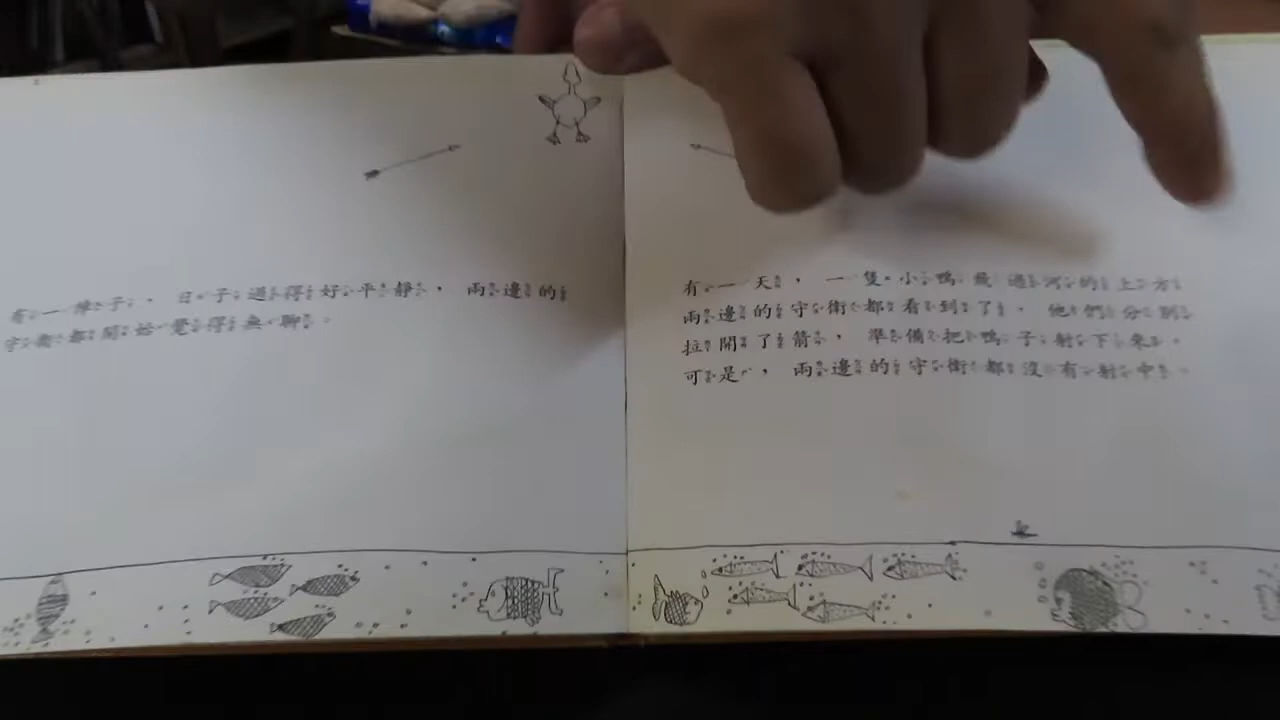 有一陣子，日子過得好平靜，兩邊的
守衛都開始覺得無聊。
有一天，一隻小鴨飛過河的上方
兩邊的守衛都看到了。他們分別
拉開了箭，準備把鴨子射下來。
可是，兩邊的守衛都沒有射中。